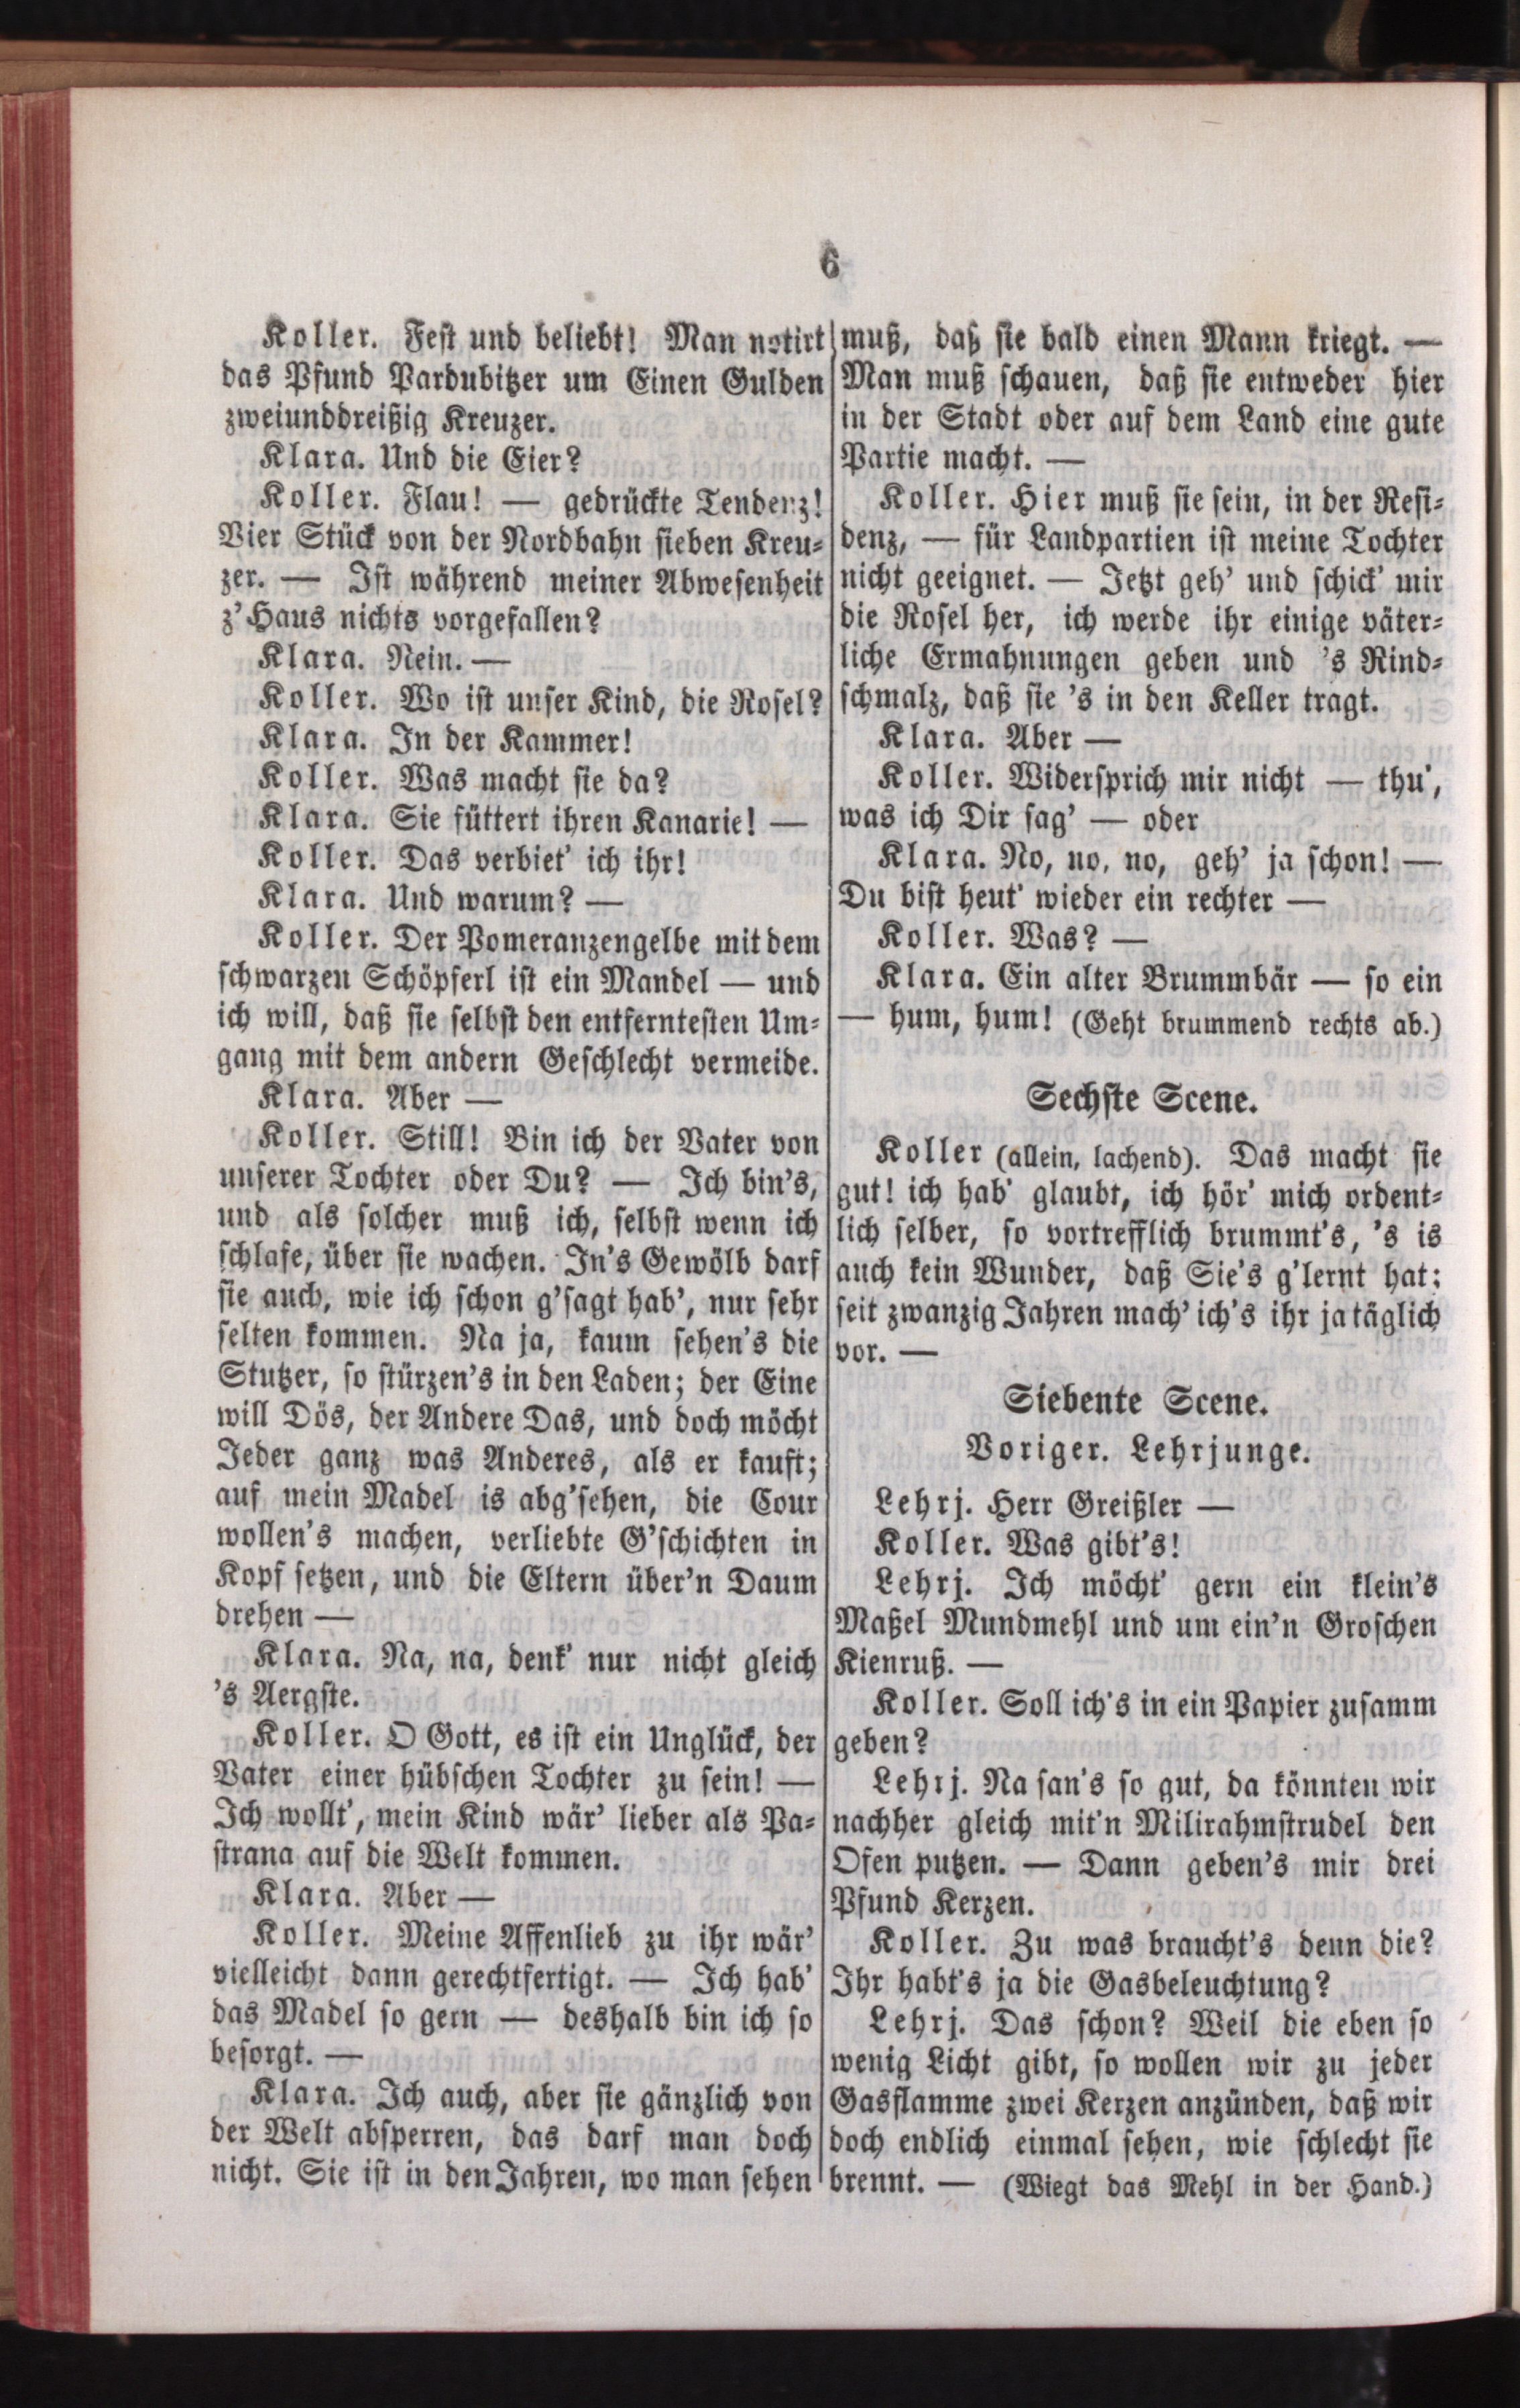 6
Koller. Fest und beliebt! Man notirt
das Pfund Pardubitzer um Einen Gulden
zweiunddreißig Kreuzer.
Klara. Und die Eier?
Koller. Flau! — gedrückte Tendenz!
Vier Stück von der Nordbahn sieben Kreu-
zer. — Ist während meiner Abwesenheit
z'Haus nichts vorgefallen?
Klara. Nein. —
Koller. Wo ist unser Kind, die Rosel?
Klara. In der Kammer!
Koller. Was macht sie da?
Klara. Sie füttert ihren Kanarie! —
Koller. Das verbiet' ich ihr!
Klara. Und warum? —
Koller. Der Pomeranzengelbe mit dem
schwarzen Schöpferl ist ein Mandel — und
ich will, daß sie selbst den entferntesten Um-
gang mit dem andern Geschlecht vermeide.
Klara. Aber —
Koller. Still! Bin ich der Vater von
unserer Tochter oder Du? — Ich bin's,
und als solcher muß ich, selbst wenn ich
schlafe, über sie wachen. In's Gewölb darf
sie auch, wie ich schon g'sagt hab', nur sehr
selten kommen. Na ja, kaum sehen's die
Stutzer, so stürzen's in den Laden; der Eine
will Dös, der Andere Das, und doch möcht
Jeder ganz was Anderes, als er kauft;
auf mein Madel is abg'sehen, die Cour
wollen's machen, verliebte G'schichten in
Kopf setzen, und die Eltern über'n Daum
drehen —
Klara. Na, na, denk' nur nicht gleich
's Aergste.
Koller. O Gott, es ist ein Unglück, der
Vater einer hübschen Tochter zu sein! —
Ich wollt', mein Kind wär' lieber als Pa-
strana auf die Welt kommen.
Klara. Aber —
Koller. Meine Affenlieb zu ihr wär'
vielleicht dann gerechtfertigt. — Ich hab'
das Madel so gern — deshalb bin ich so
besorgt. —
Klara. Ich auch, aber sie gänzlich von
der Welt absperren, das darf man doch
nicht. Sie ist in den Jahren, wo man sehen
muß, daß sie bald einen Mann kriegt. —
Man muß schauen, daß sie entweder hier
in der Stadt oder auf dem Land eine gute
Partie macht. —
Koller. Hier muß sie sein, in der Resi-
denz, — für Landpartien ist meine Tochter
nicht geeignet. — Jetzt geh' und schick' mir
die Rosel her, ich werde ihr einige väter-
liche Ermahnungen geben und 's Rind-
schmalz, daß sie 's in den Keller tragt.
Klara. Aber —
Koller. Widersprich mir nicht — thu',
was ich Dir sag' — oder
Klara. No, no, no, geh' ja schon! —
Du bist heut' wieder ein rechter —
Koller. Was? —
Klara. Ein alter Brummbär — so ein
— hum, hum! (Geht brummend rechts ab.)
Sechste Scene.
Koller (allein, lachend). Das macht sie
gut! ich hab' glaubt, ich hör' mich ordent-
lich selber, so vortrefflich brummt's, 's is
auch kein Wunder, daß Sie's g'lernt hat;
seit zwanzig Jahren mach' ich's ihr ja täglich
vor. —
Siebente Scene.
Voriger. Lehrjunge.
Lehrj. Herr Greißler —
Koller. Was gibt's!
Lehrj. Ich möcht' gern ein klein's
Maßel Mundmehl und um ein'n Groschen
Kienruß. —
Koller. Soll ich's in ein Papier zusamm
geben?
Lehrj. Na san's so gut, da könnten wir
nachher gleich mit'n Milirahmstrudel den
Ofen putzen. — Dann geben's mir drei
Pfund Kerzen.
Koller. Zu was braucht's denn die?
Ihr habt's ja die Gasbeleuchtung?
Lehrj. Das schon? Weil die eben so
wenig Licht gibt, so wollen wir zu jeder
Gasflamme zwei Kerzen anzünden, daß wir
doch endlich einmal sehen, wie schlecht sie
brennt. — (Wiegt das Mehl in der Hand.)